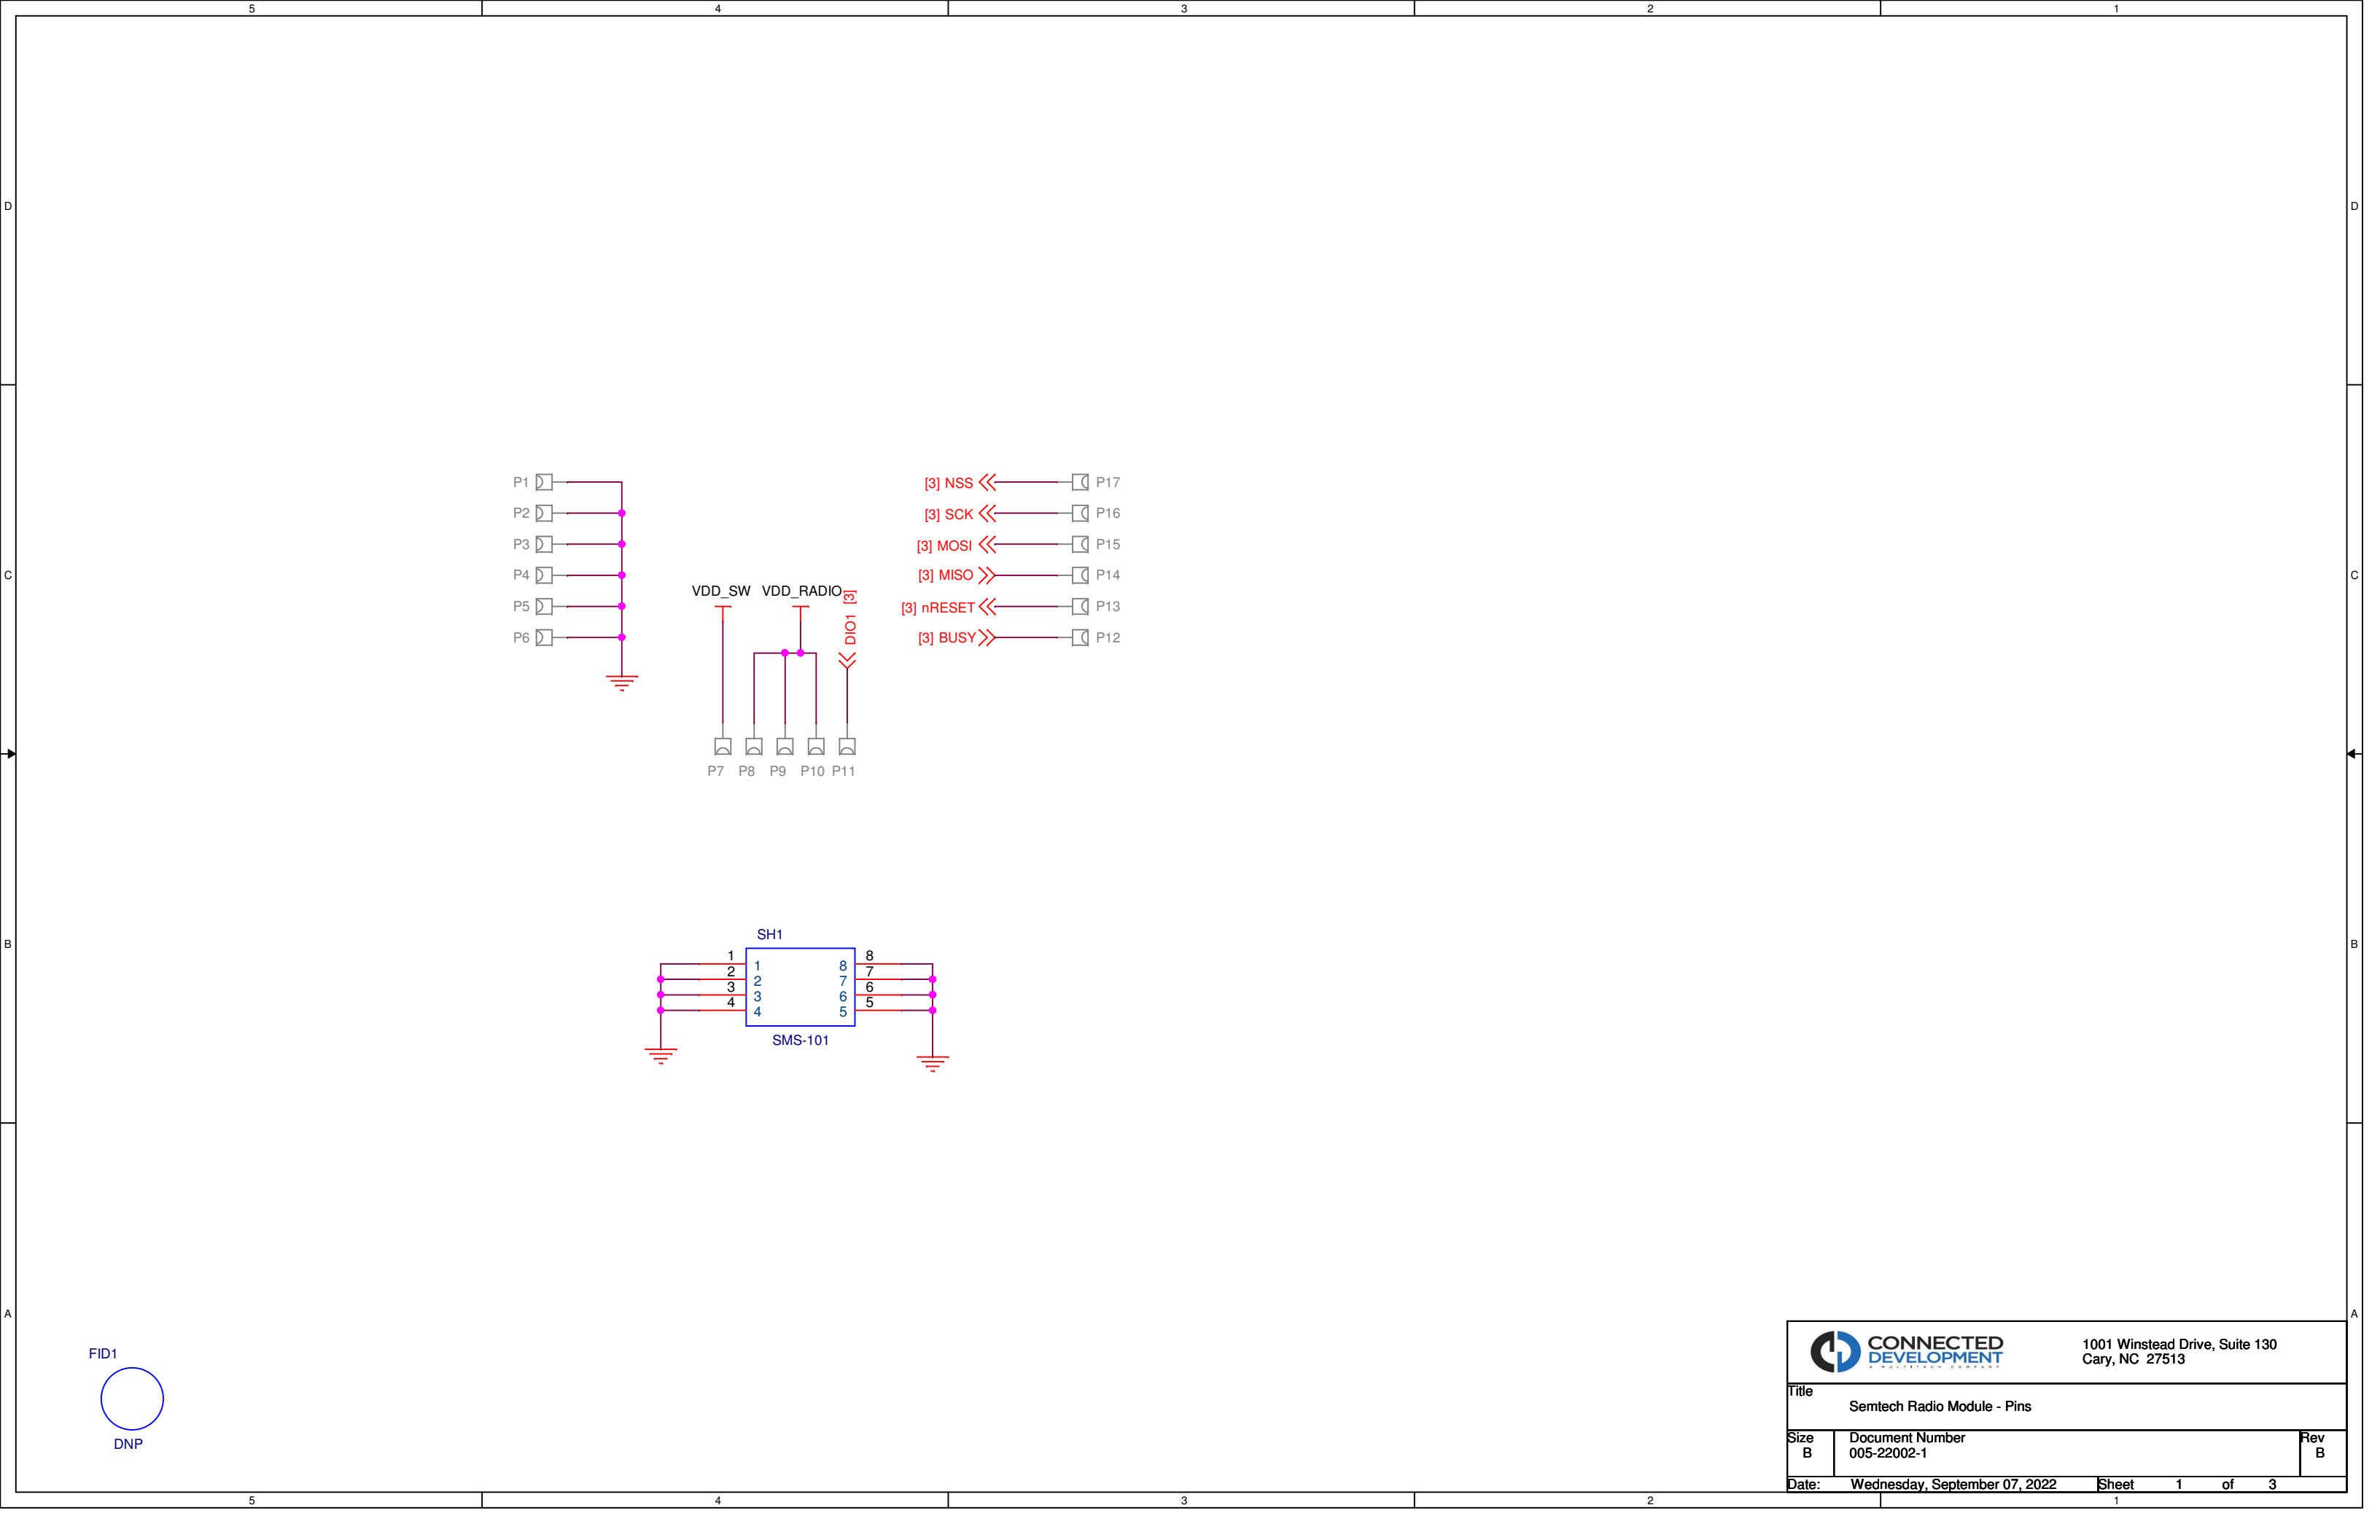 5 4 3 2 1
D D
C C
B B
A A
P1
P2
P3
P4
P5
P6
VDD_SW VDD_RADIO
DIO1 [3]
P7 P8 P9 P10 P11
[3] NSS P17
[3] SCK P16
[3] MOSI P15
[3] MISO P14
[3] nRESET P13
[3] BUSY P12
SH1
1 1 8 8
2 2 7 7
3 3 6 6
4 4 5 5
SMS-101
FID1
DNP
CONNECTED
DEVELOPMENT
A MULTITECH COMPANY
1001 Winstead Drive, Suite 130
Cary, NC 27513
Title
Semtech Radio Module - Pins
Size
B
Document Number
005-22002-1
Rev
B
Date: Wednesday, September 07, 2022 Sheet 1 of 3
5 4 3 2 1